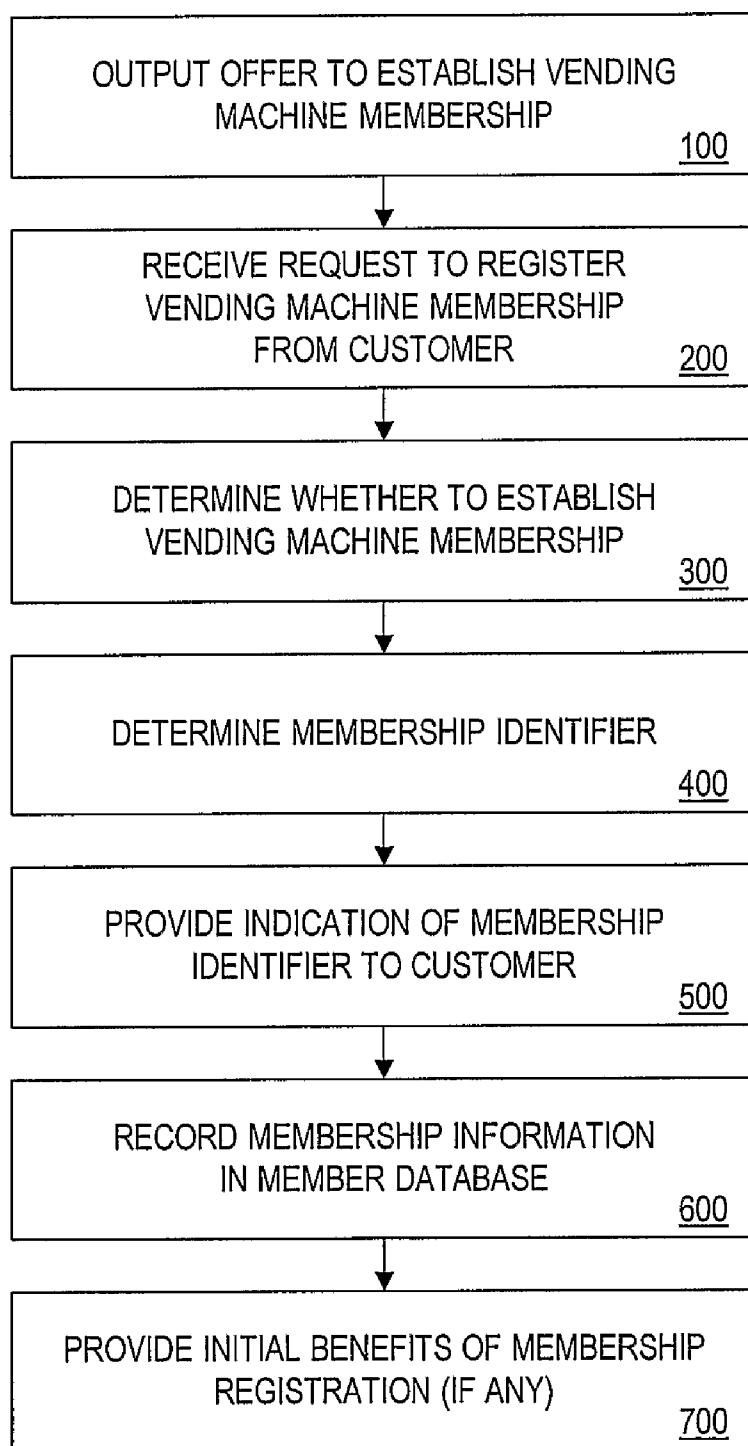 OUTPUT OFFER TO ESTABLISH VENDING
MACHINE MEMBERSHIP
100
RECEIVE REQUEST TO REGISTER
VENDING MACHINE MEMBERSHIP
FROM CUSTOMER
200
DETERMINE WHETHER TO ESTABLISH
VENDING MACHINE MEMBERSHIP
300
DETERMINE MEMBERSHIP IDENTIFIER
400
PROVIDE INDICATION OF MEMBERSHIP
IDENTIFIER TO CUSTOMER
500
RECORD MEMBERSHIP INFORMATION
IN MEMBER DATABASE
600
PROVIDE INITIAL BENEFITS OF MEMBERSHIP
REGISTRATION (IF ANY)
700